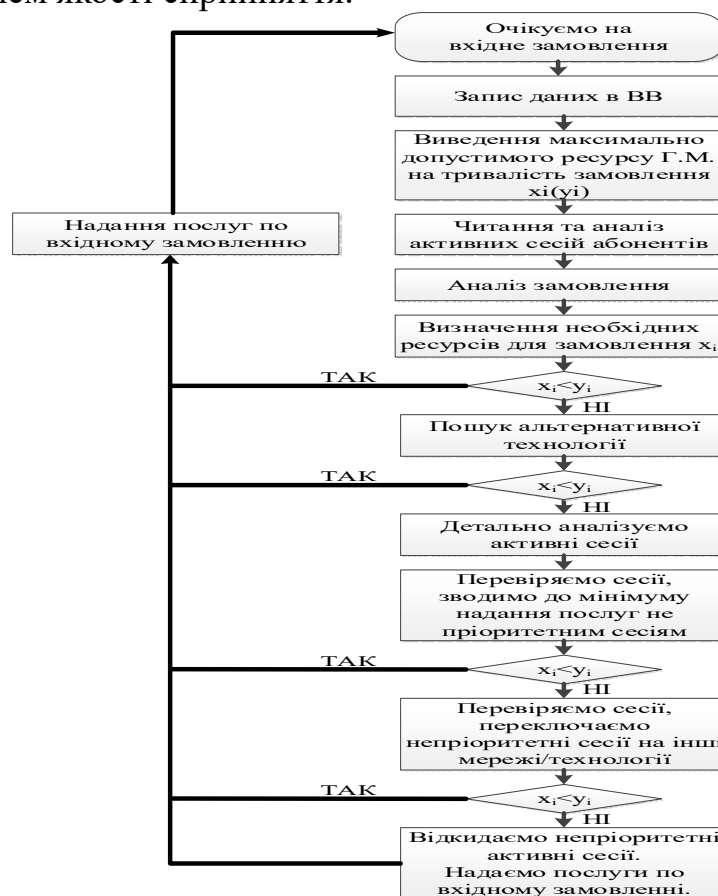 якості сприйняття.
Очікуємо на
вхідне замовлення
Запис даних в ВВ
Виведення максимально
допустимого ресурсу Г.М.
на тривалість замовлення
xi(yi)
Надання послуг по
вхідному замовленню
Читання та аналіз
активних сесій абонентів
Аналіз замовлення
Визначення необхідних
ресурсів для замовлення xᵢ
ТАК
xᵢ<yᵢ
НІ
Пошук альтернативної
технології
ТАК
xᵢ<yᵢ
НІ
Детально аналізуємо
активні сесії
Перевіряємо сесії,
зводимо до мінімуму
надання послуг не
пріоритетним сесіям
ТАК
xᵢ<yᵢ
НІ
Перевіряємо сесії,
переключаємо
непріоритетні сесії на інші
мережі/технології
ТАК
xᵢ<yᵢ
НІ
Відкидаємо непріоритетні
активні сесії.
Надаємо послуги по
вхідному замовленні.